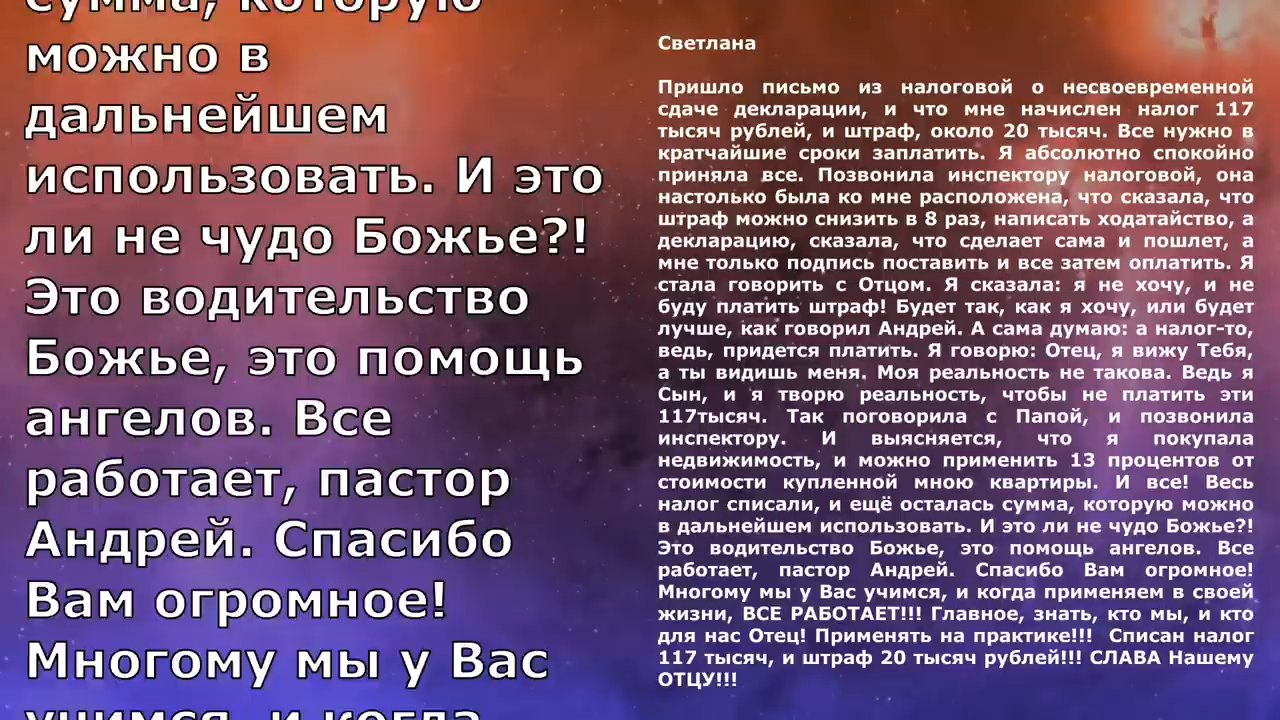 сумма, которую
можно в
дальнейшем
использовать. И это
ли не чудо Божье?!
Это водительство
Божье, это помощь
ангелов. Все
работает, пастор
Андрей. Спасибо
Вам огромное!
Многому мы у Вас
учимся, и когда
Светлана
Пришло письмо из налоговой о несвоевременной
сдаче декларации, и что мне начислен налог 117
тысяч рублей, и штраф, около 20 тысяч. Все нужно в
кратчайшие сроки заплатить. Я абсолютно спокойно
приняла все. Позвонила инспектору налоговой, она
настолько была ко мне расположена, что сказала, что
штраф можно снизить в 8 раз, написать ходатайство, а
декларацию, сказала, что сделает сама и пошлет, а
мне только подпись поставить и все затем оплатить. Я
стала говорить с Отцом. Я сказала: я не хочу, и не
буду платить штраф! Будет так, как я хочу, или будет
лучше, как говорил Андрей. А сама думаю: а налог-то,
ведь, придется платить. Я говорю: Отец, я вижу Тебя,
а ты видишь меня. Моя реальность не такова. Ведь я
Сын, и я творю реальность, чтобы не платить эти
117тысяч. Так поговорила с Папой, и позвонила
инспектору. И выясняется, что я покупала
недвижимость, и можно применить 13 процентов от
стоимости купленной мною квартиры. И все! Весь
налог списали, и ещё осталась сумма, которую можно
в дальнейшем использовать. И это ли не чудо Божье?!
Это водительство Божье, это помощь ангелов. Все
работает, пастор Андрей. Спасибо Вам огромное!
Многому мы у Вас учимся, и когда применяем в своей
жизни, ВСЕ РАБОТАЕТ!!! Главное, знать, кто мы, и кто
для нас Отец! Применять на практике!!! Списан налог
117 тысяч, и штраф 20 тысяч рублей!!! СЛАВА Нашему
ОТЦУ!!!